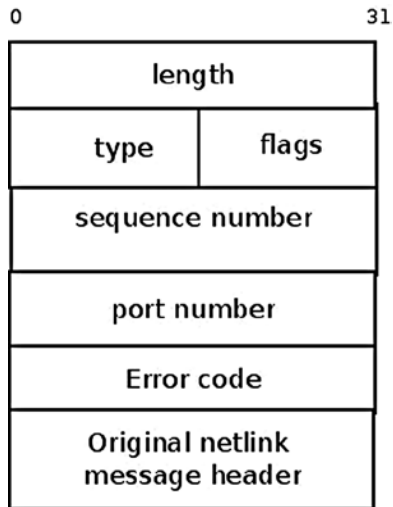 0 31
length
type flags
sequence number
port number
Error code
Original netlink
message header